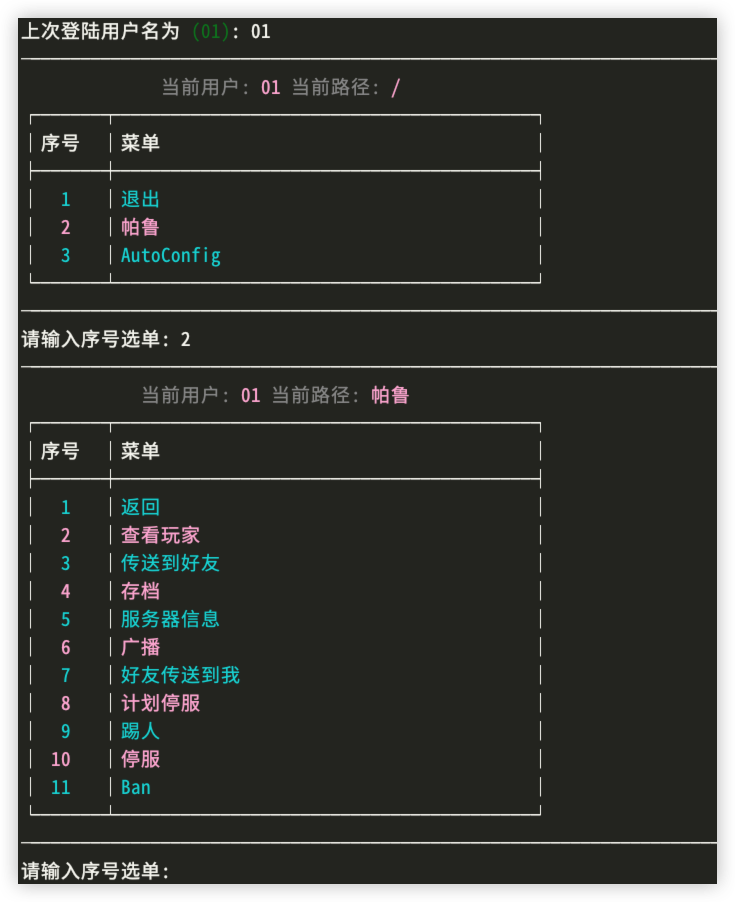 上次登陆用户名为 (01): 01
当前用户: 01 当前路径: /
序号 菜单
1 退出
2 帕鲁
3 AutoConfig
请输入序号选单: 2
当前用户: 01 当前路径: 帕鲁
序号 菜单
1 返回
2 查看玩家
3 传送到好友
4 存档
5 服务器信息
6 广播
7 好友传送到我
8 计划停服
9 踢人
10 停服
11 Ban
请输入序号选单: